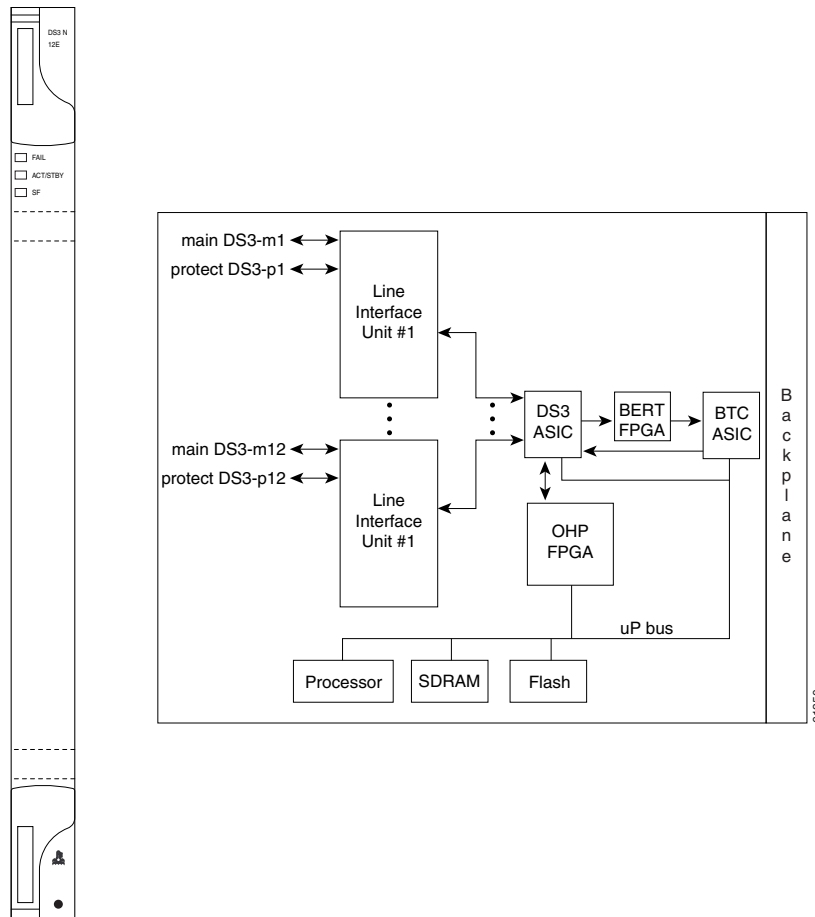 DS3 N
12E
FAIL
ACT/STBY
SF
main DS3-m1
protect DS3-p1
Line
Interface
Unit #1
main DS3-m12
protect DS3-p12
Line
Interface
Unit #1
DS3
ASIC
BERT
FPGA
BTC
ASIC
OHP
FPGA
uP bus
Processor
SDRAM
Flash
Backplane